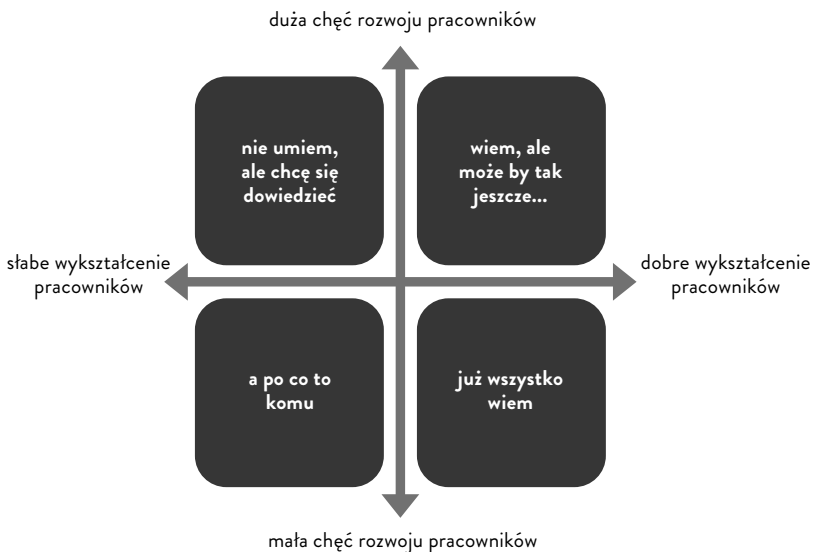 duża chęć rozwoju pracowników
nie umiem,
ale chcę się
dowiedzieć
wiem, ale
może by tak
jeszcze...
słabe wykształcenie
pracowników
dobre wykształcenie
pracowników
a po co to
komu
już wszystko
wiem
mała chęć rozwoju pracowników